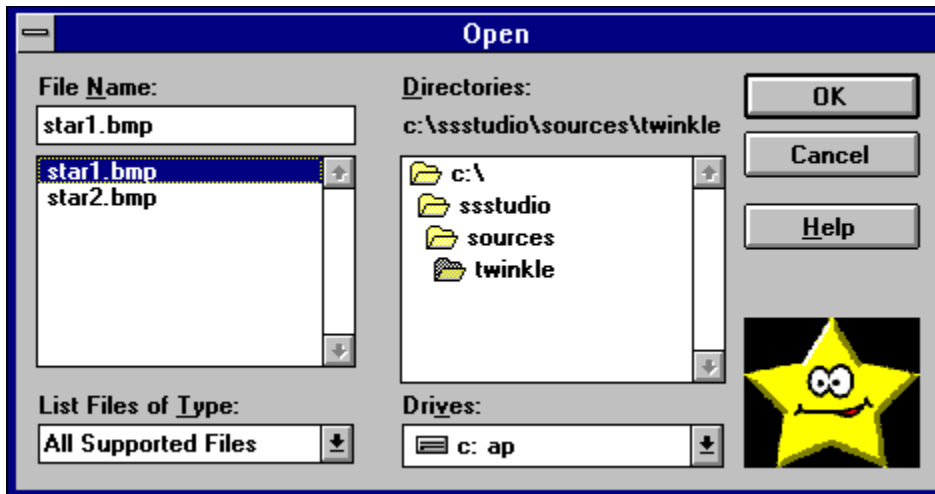 Open
File Name:
star1.bmp
star1.bmp
star2.bmp
List Files of Type:
All Supported Files
Directories:
c:\ssstudio\sources\twinkle
c:\
ssstudio
sources
twinkle
Drives:
c: ap
OK
Cancel
Help